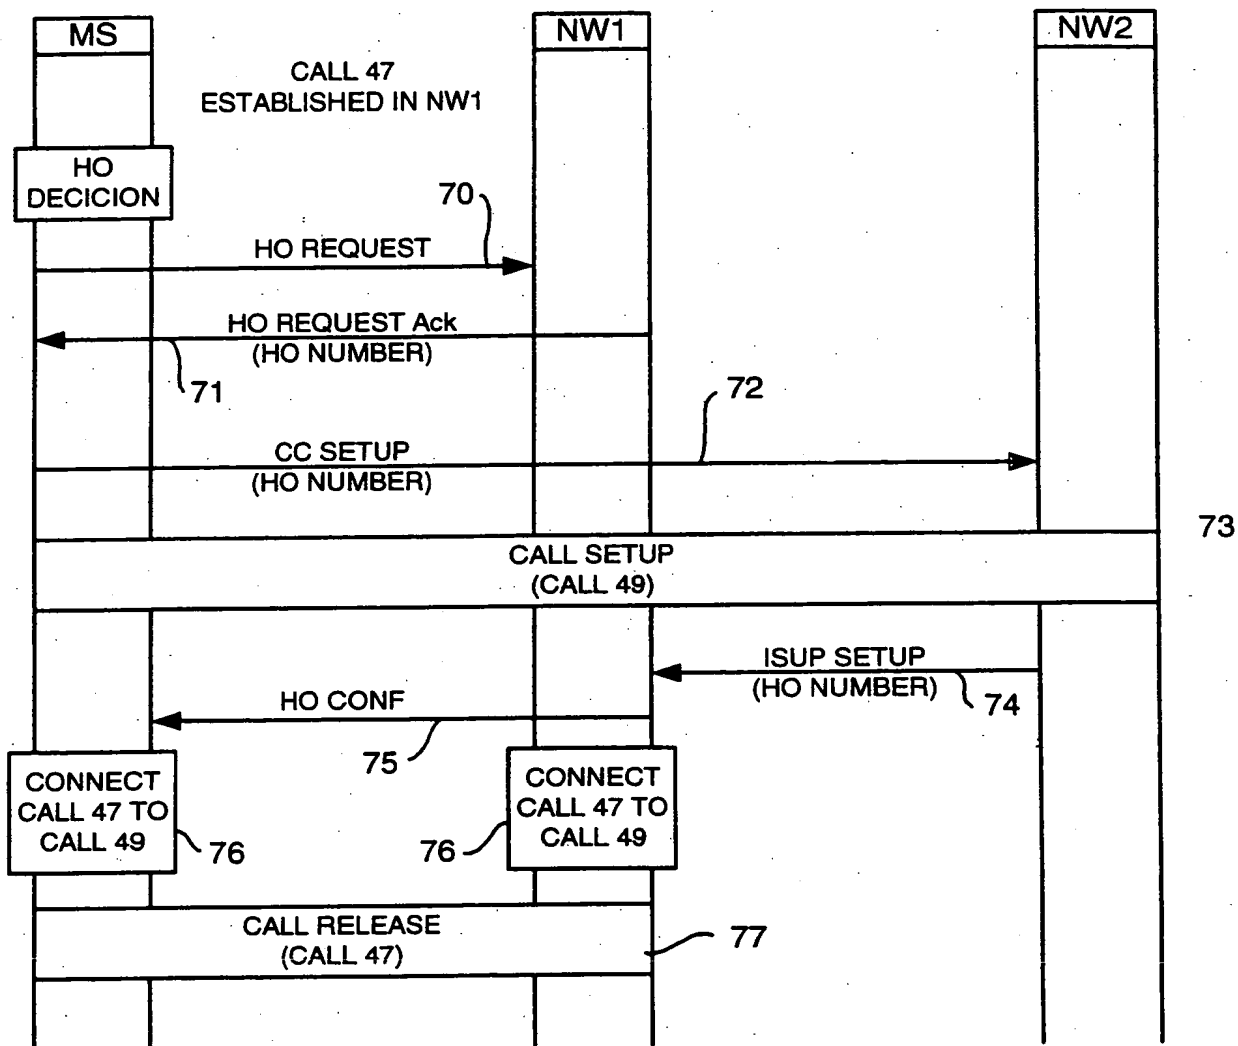 MS
NW1
NW2
CALL 47
ESTABLISHED IN NW1
HO
DECICION
70
HO REQUEST
HO REQUEST Ack
(HO NUMBER)
71
72
CC SETUP
(HO NUMBER)
73
CALL SETUP
(CALL 49)
ISUP SETUP
(HO NUMBER)
74
HO CONF
75
CONNECT
CALL 47 TO
CALL 49
76
CONNECT
CALL 47 TO
CALL 49
76
CALL RELEASE
(CALL 47)
77